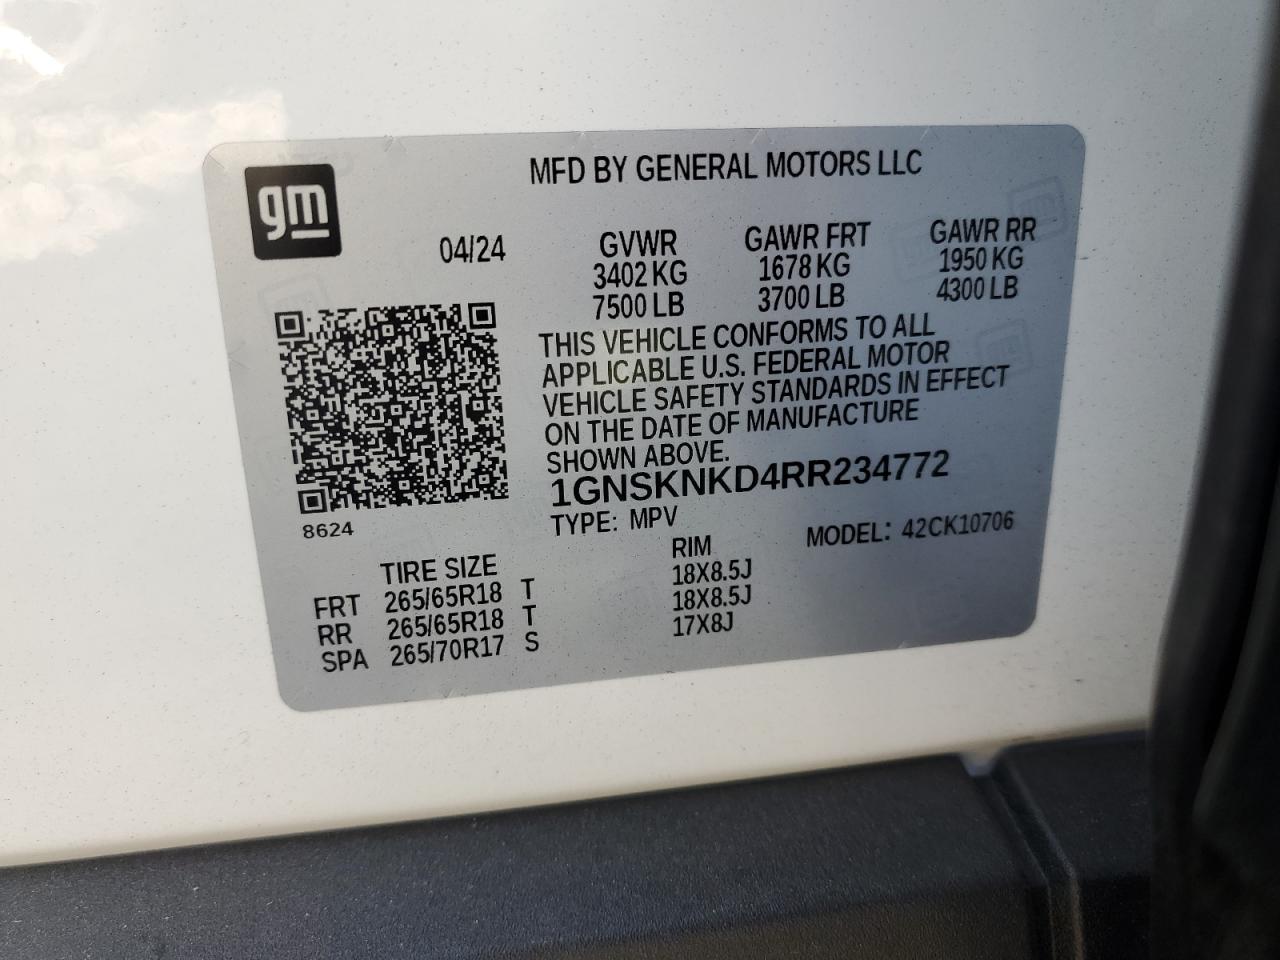 gm
MFD BY GENERAL MOTORS LLC
04/24
GVWR GAWR FRT GAWR RR
3402 KG 1678 KG 1950 KG
7500 LB 3700 LB 4300 LB
THIS VEHICLE CONFORMS TO ALL
APPLICABLE U.S. FEDERAL MOTOR
VEHICLE SAFETY STANDARDS IN EFFECT
ON THE DATE OF MANUFACTURE
SHOWN ABOVE.
1GNSKNKD4RR234772
8624
TYPE: MPV MODEL: 42CK10706
TIRE SIZE RIM
FRT 265/65R18 T 18X8.5J
RR 265/65R18 T 18X8.5J
SPA 265/70R17 S 17X8J